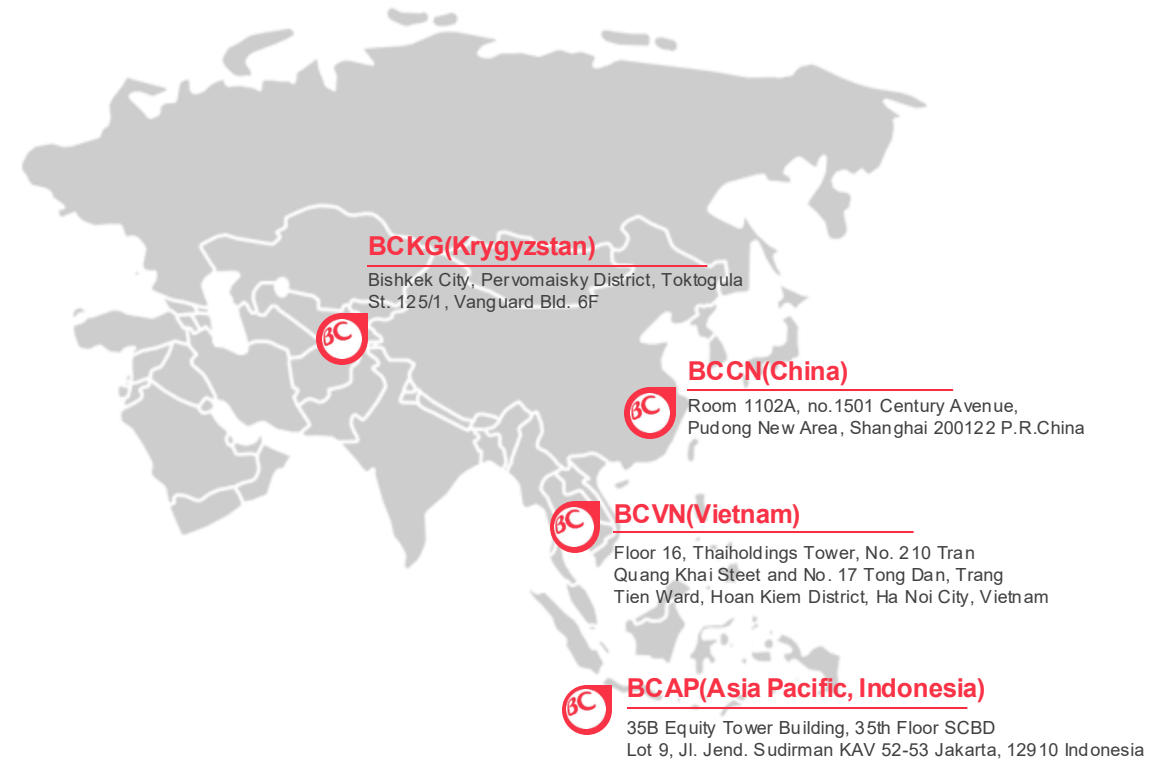 BCKG(Krygyzstan)
Bishkek City, Pervomaisky District, Toktogula
St. 125/1, Vanguard Bld. 6F
BC
BCCN(China)
BC
Room 1102A, no.1501 Century Avenue,
Pudong New Area, Shanghai 200122 P.R.China
BCVN(Vietnam)
BC
Floor 16, Thaiholdings Tower, No. 210 Tran
Quang Khai Steet and No. 17 Tong Dan, Trang
Tien Ward, Hoan Kiem District, Ha Noi City, Vietnam
BCAP(Asia Pacific, Indonesia)
BC
35B Equity Tower Building, 35th Floor SCBD
Lot 9, Jl. Jend. Sudirman KAV 52-53 Jakarta, 12910 Indonesia